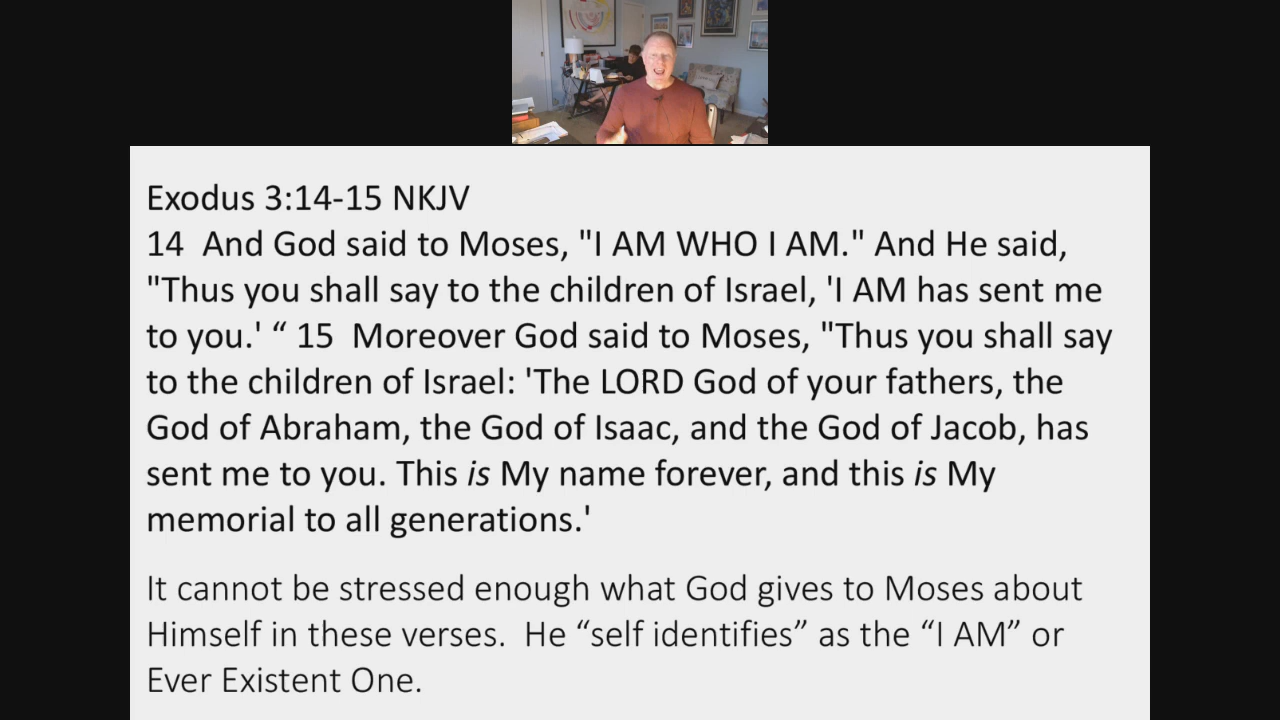 Exodus 3:14-15 NKJV
14  And God said to Moses, "I AM WHO I AM." And He said,
"Thus you shall say to the children of Israel, 'I AM has sent me
to you.' “ 15  Moreover God said to Moses, "Thus you shall say
to the children of Israel: 'The LORD God of your fathers, the
God of Abraham, the God of Isaac, and the God of Jacob, has
sent me to you. This is My name forever, and this is My
memorial to all generations.'
It cannot be stressed enough what God gives to Moses about
Himself in these verses.  He “self identifies” as the “I AM” or
Ever Existent One.